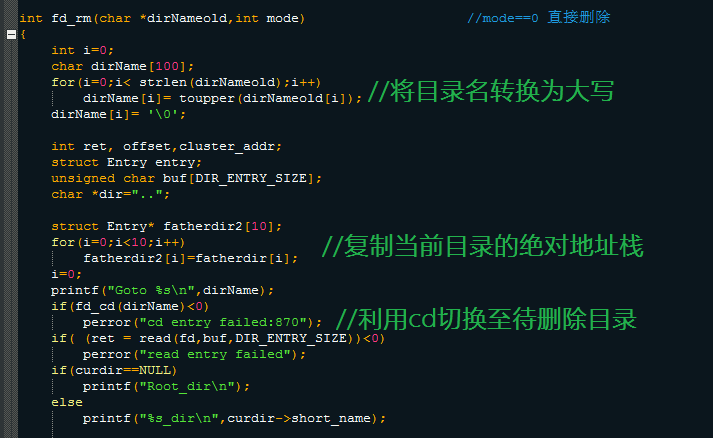 int fd_rm(char *dirNameold,int mode) //mode==0 直接删除
{
int i=0;
char dirName[100];
for(i=0;i< strlen(dirNameold);i++)
dirName[i]= toupper(dirNameold[i]); //将目录名转换为大写
dirName[i]= '\0';
int ret, offset,cluster_addr;
struct Entry entry;
unsigned char buf[DIR_ENTRY_SIZE];
char *dir="..";
struct Entry* fatherdir2[10];
for(i=0;i<10;i++) //复制当前目录的绝对地址栈
fatherdir2[i]=fatherdir[i];
i=0;
printf("Goto %s\n",dirName);
if(fd_cd(dirName)<0)
perror("cd entry failed:870"); //利用cd切换至待删除目录
if( (ret = read(fd,buf,DIR_ENTRY_SIZE))<0)
perror("read entry failed");
if(curdir==NULL)
printf("Root_dir\n");
else
printf("%s_dir\n",curdir->short_name);